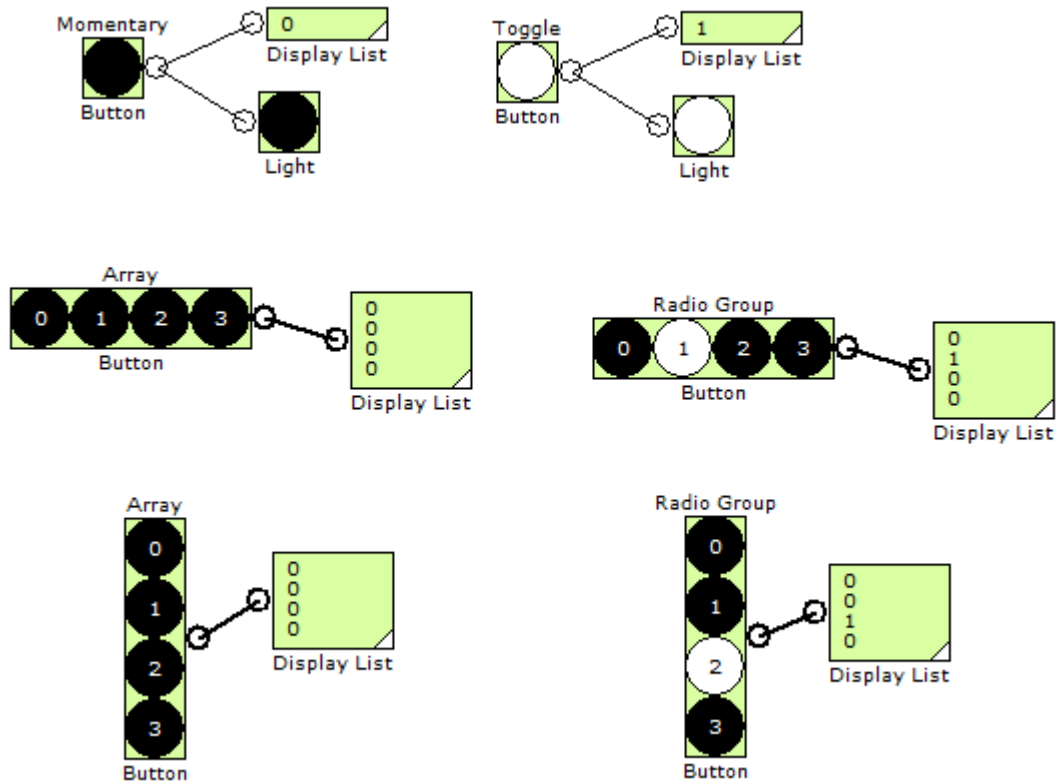 Momentary
0
Display List
Button
Light
Toggle
1
Display List
Button
Light
Array
0 1 2 3
Button
0
0
0
0
Display List
Radio Group
0 1 2 3
Button
0
1
0
0
Display List
Array
0
1
2
3
Button
0
0
0
0
Display List
Radio Group
0
1
2
3
Button
0
0
1
0
Display List